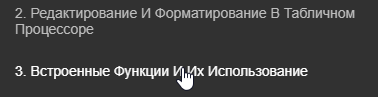 2. Редактирование И Форматирование В Табличном
Процессоре
3. Встроенные Функции И Их Использование